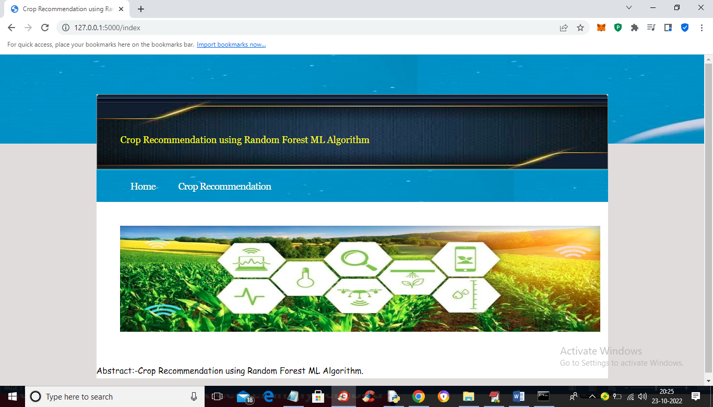 Crop Recommendation using Ra
127.0.0.1:5000/index
For quick access, place your bookmarks here on the bookmarks bar. Import bookmarks now...
Crop Recommendation using Random Forest ML Algorithm
Home
Crop Recommendation
Abstract:-Crop Recommendation using Random Forest ML Algorithm.
Activate Windows
Go to Settings to activate Windows.
Type here to search
20:25
23-10-2022